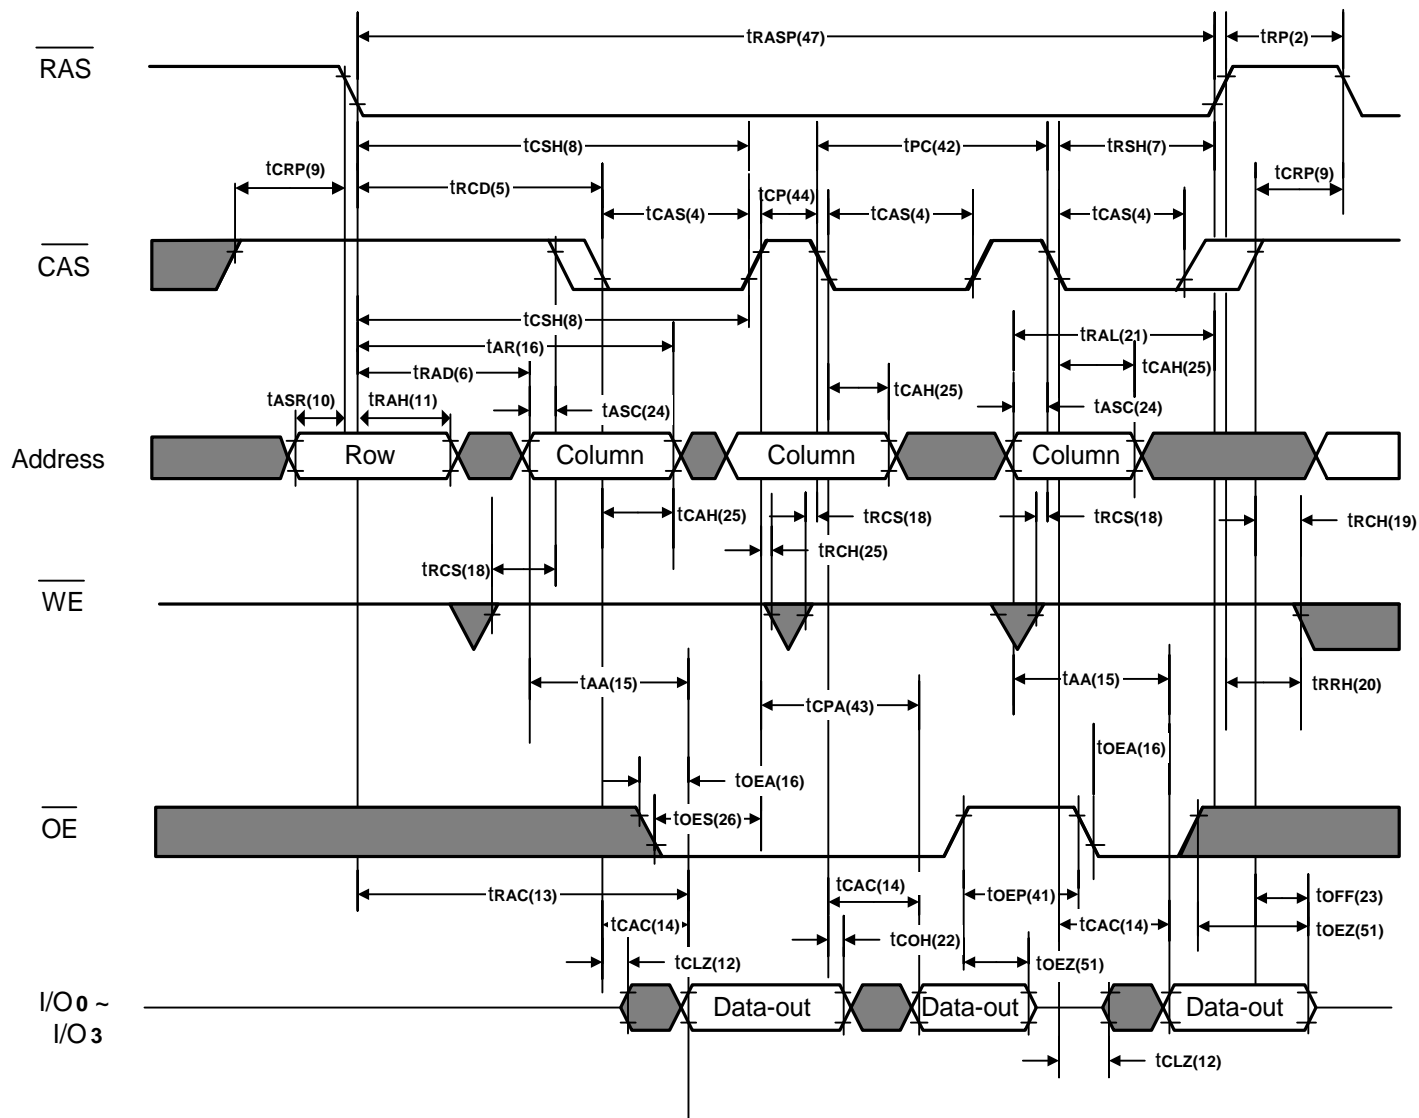 tRASP(47) tRP(2)
RAS
tCSH(8) tPC(42) tRSH(7)
tCRP(9) tRCD(5) tCP(44) tCRP(9)
tCAS(4) tCAS(4) tCAS(4)
CAS
tCSH(8)
tAR(16) tRAL(21)
tRAD(6) tCAH(25) tCAH(25)
tASR(10) tRAH(11) tASC(24) tASC(24)
Address Row Column Column Column
tCAH(25) tRCS(18) tRCS(18) tRCH(19)
tRCH(25)
tRCS(18)
WE
tAA(15) tAA(15)
tCPA(43) tRRH(20)
tOEA(16)
tOEA(16)
OE tOES(26)
tRAC(13) tCAC(14) tOEP(41) tOFF(23)
tCAC(14) tCOH(22) tCAC(14) tOEZ(51)
tCLZ(12) tOEZ(51)
I/O0 ~ Data-out Data-out Data-out
I/O3
tCLZ(12)